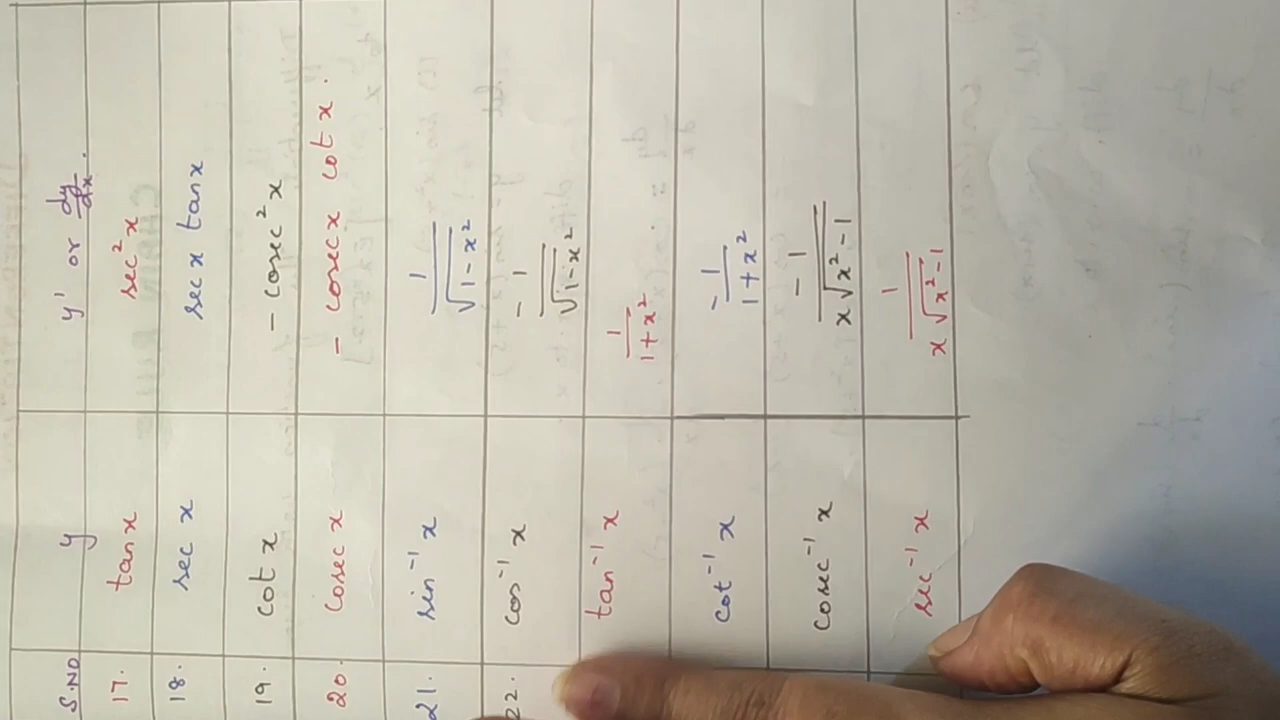 S.NO y y' or dy/dx.
17. tan x sec² x
18. sec x sec x tan x
19. cot x - cosec² x
20. cosec x - cosec x cot x.
21. sin⁻¹ x 1/√(1-x²)
22. cos⁻¹ x -1/√(1-x²)
tan⁻¹ x 1/(1+x²)
cot⁻¹ x -1/(1+x²)
cosec⁻¹ x -1/(x√(x²-1))
sec⁻¹ x 1/(x√(x²-1))